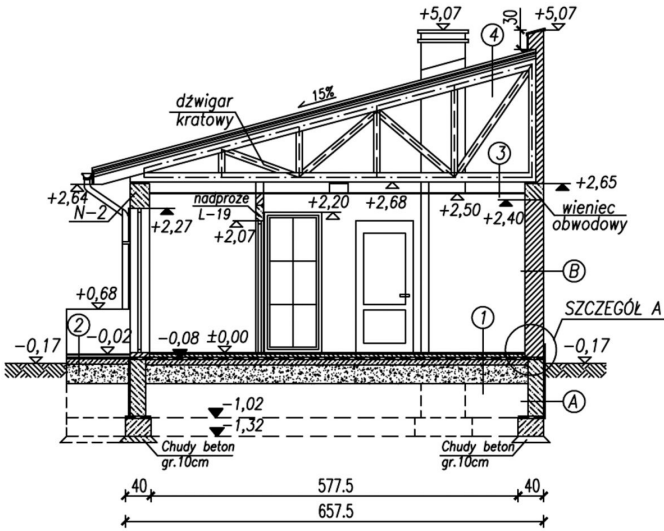 +5,07
30
+5,07
4
15%
dźwigar
kratowy
3
+2,64
N-2
+2,27
nadproże
L-19
+2,07
+2,20
+2,68
+2,50
+2,40
+2,65
wieniec
obwodowy
B
+0,68
SZCZEGÓŁ A
-0,17
2
-0,02
-0,08
±0,00
1
-0,17
-1,02
-1,32
A
Chudy beton
gr.10cm
Chudy beton
gr.10cm
40
577.5
40
657.5